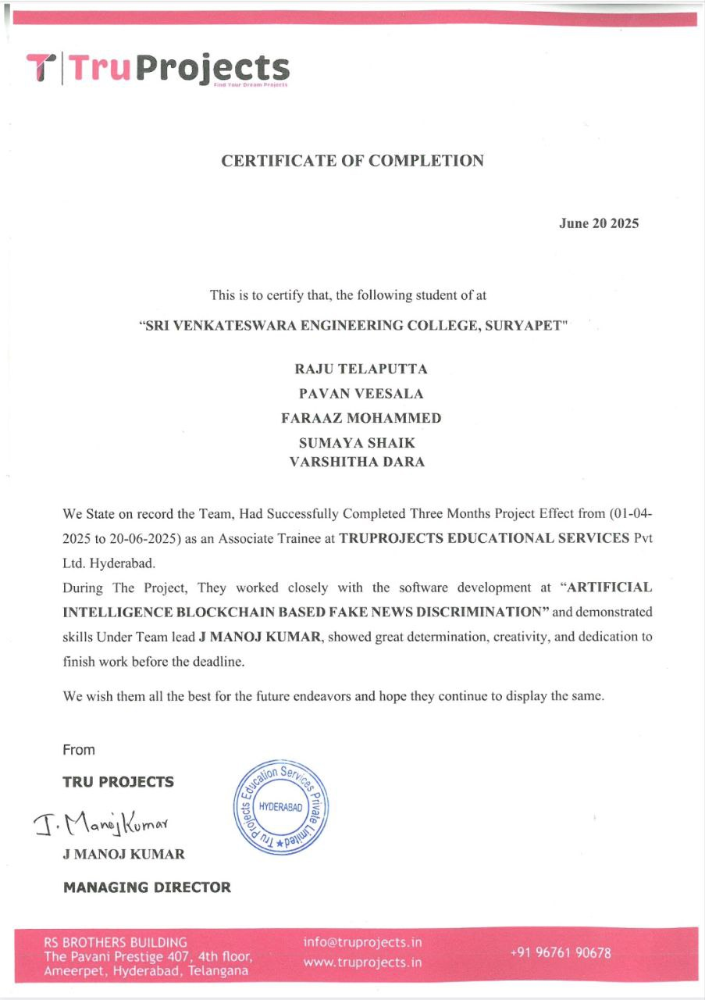 T|TruProjects
Find Your Dream Projects
CERTIFICATE OF COMPLETION
June 20 2025
This is to certify that, the following student of at
“SRI VENKATESWARA ENGINEERING COLLEGE, SURYAPET"
RAJU TELAPUTTA
PAVAN VEESALA
FARAAZ MOHAMMED
SUMAYA SHAIK
VARSHITHA DARA
We State on record the Team, Had Successfully Completed Three Months Project Effect from (01-04-
2025 to 20-06-2025) as an Associate Trainee at TRUPROJECTS EDUCATIONAL SERVICES Pvt
Ltd. Hyderabad.
During The Project, They worked closely with the software development at “ARTIFICIAL
INTELLIGENCE BLOCKCHAIN BASED FAKE NEWS DISCRIMINATION” and demonstrated
skills Under Team lead J MANOJ KUMAR, showed great determination, creativity, and dedication to
finish work before the deadline.
We wish them all the best for the future endeavors and hope they continue to display the same.
From
TRU PROJECTS
J. ManojKumar
J MANOJ KUMAR
MANAGING DIRECTOR
Tru Projects Education Services Private Limited
HYDERABAD
RS BROTHERS BUILDING
The Pavani Prestige 407, 4th floor,
Ameerpet, Hyderabad, Telangana
info@truprojects.in
www.truprojects.in
+91 96761 90678